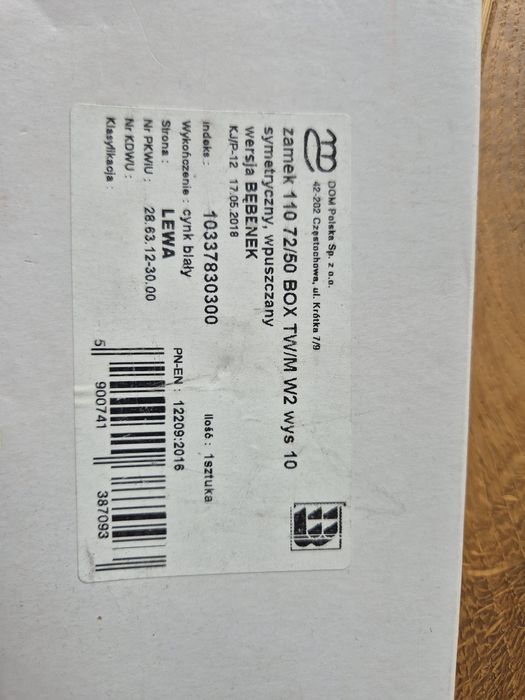 DOM Polska Sp. z o.o.
42-202 Częstochowa, ul. Krótka 7/9
zamek 110 72/50 BOX TW/M W2 wys 10
symetryczny, wpuszczany
wersja BĘBENEK
KJ/P-12 17.05.2018
Indeks : 10337830300 Ilość : 1sztuka
Wykończenie : cynk biały
Strona : LEWA PN-EN : 12209:2016
Nr PKWiU : 28.63.12-30.00
Nr KDWU :
Klasyfikacja :
5 900741 387093